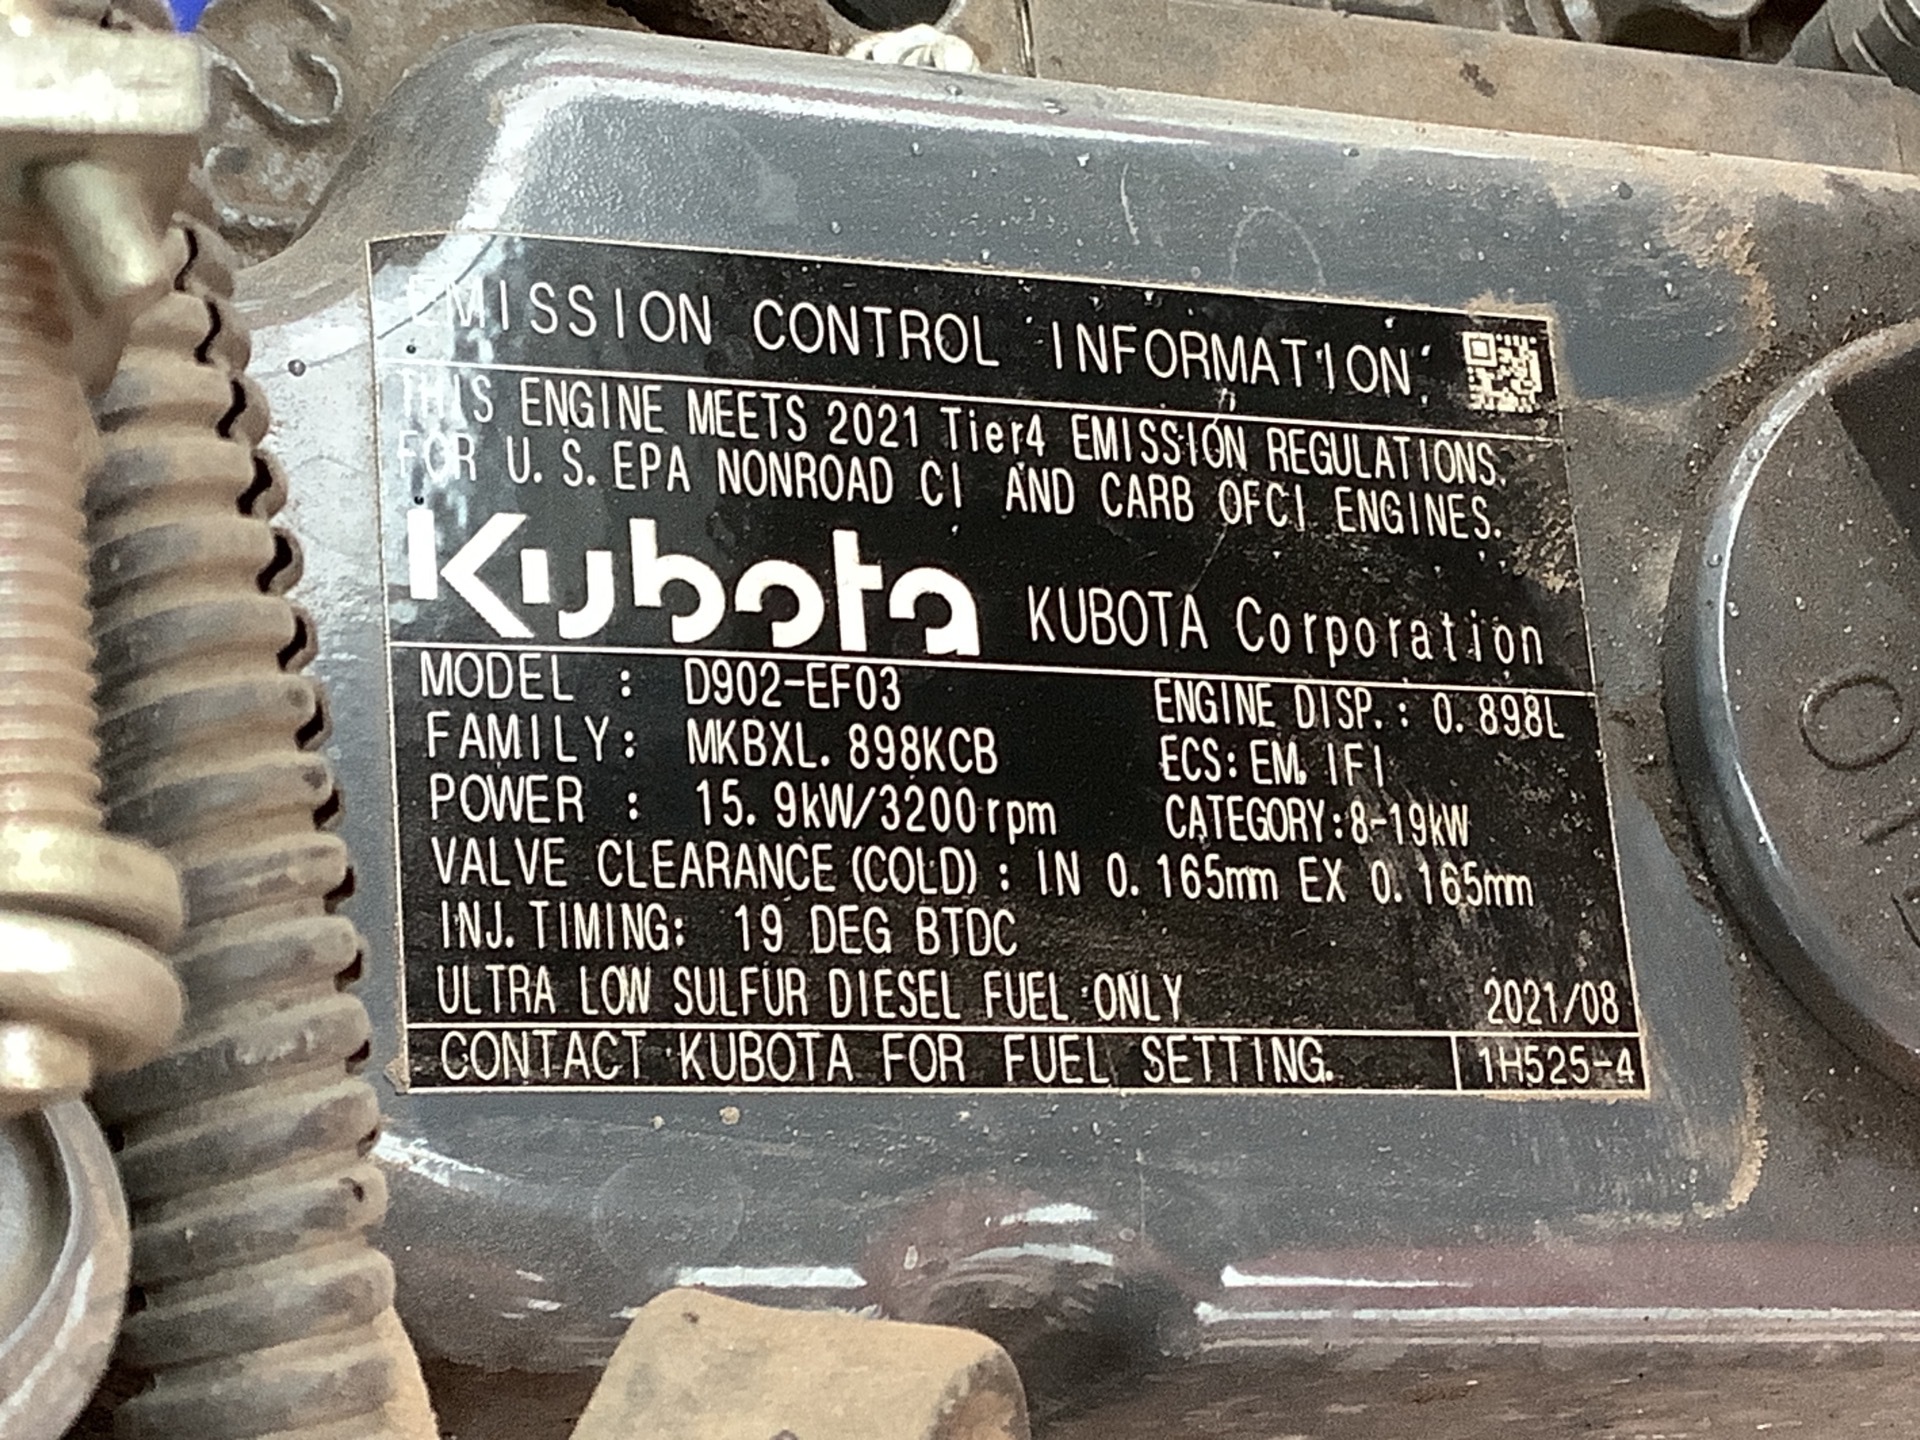 EMISSION CONTROL INFORMATION
THIS ENGINE MEETS 2021 Tier4 EMISSION REGULATIONS.
FOR U.S.EPA NONROAD CI AND CARB OFCI ENGINES.
Kubota KUBOTA Corporation
MODEL : D902-EF03 ENGINE DISP.: 0.898L
FAMILY: MKBXL.898KCB ECS: EM, IFI
POWER : 15.9kW/3200rpm CATEGORY:8-19kW
VALVE CLEARANCE (COLD) : IN 0.165mm EX 0.165mm
INJ.TIMING: 19 DEG BTDC
ULTRA LOW SULFUR DIESEL FUEL ONLY 2021/08
CONTACT KUBOTA FOR FUEL SETTING. 1H525-4